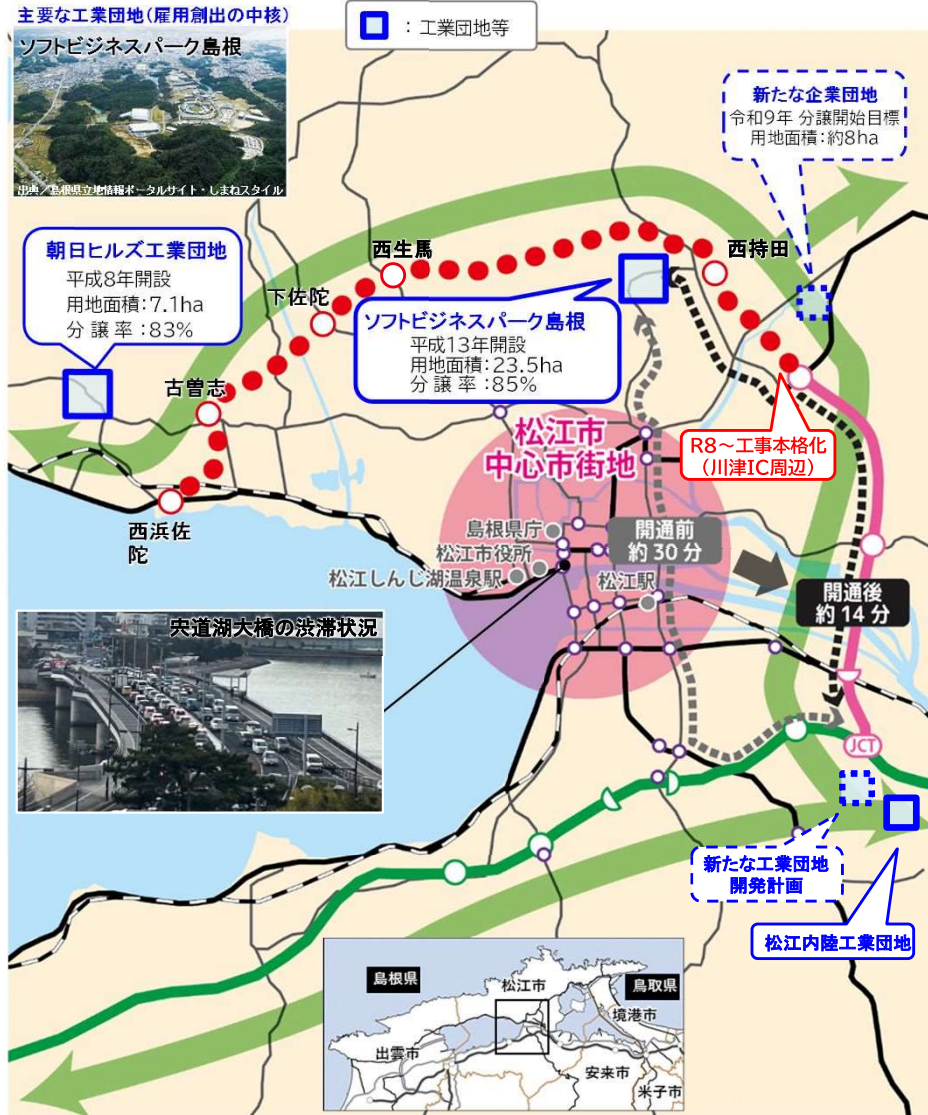 主要な工業団地(雇用創出の中核)
ソフトビジネスパーク島根
出典／島根県立地情報ポータルサイト・しまねスタイル
：工業団地等
新たな企業団地
令和9年 分譲開始目標
用地面積：約8ha
朝日ヒルズ工業団地
平成8年開設
用地面積：7.1ha
分譲率：83%
西生馬
下佐陀
西持田
ソフトビジネスパーク島根
平成13年開設
用地面積：23.5ha
分譲率：85%
古曽志
西浜佐
陀
R8～工事本格化
(川津IC周辺)
松江市
中心市街地
島根県庁
松江市役所
松江しんじ湖温泉駅
松江駅
開通前
約30分
開通後
約14分
宍道湖大橋の渋滞状況
JCT
新たな工業団地
開発計画
松江内陸工業団地
島根県
松江市
鳥取県
境港市
出雲市
安来市
米子市